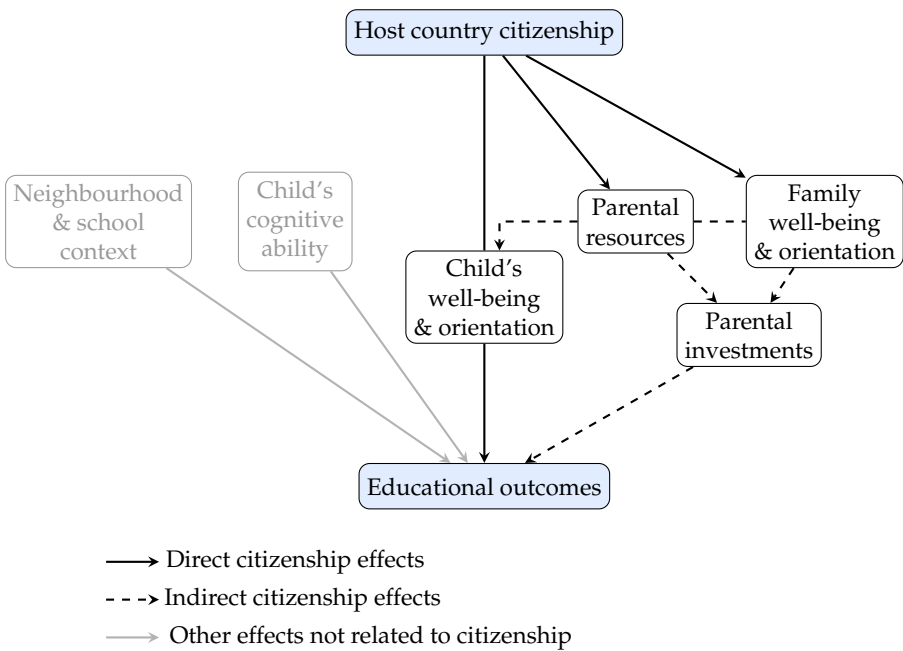 Host country citizenship
Neighbourhood
& school
context
Child's
cognitive
ability
Parental
resources
Family
well-being
& orientation
Child's
well-being
& orientation
Parental
investments
Educational outcomes
Direct citizenship effects
Indirect citizenship effects
Other effects not related to citizenship